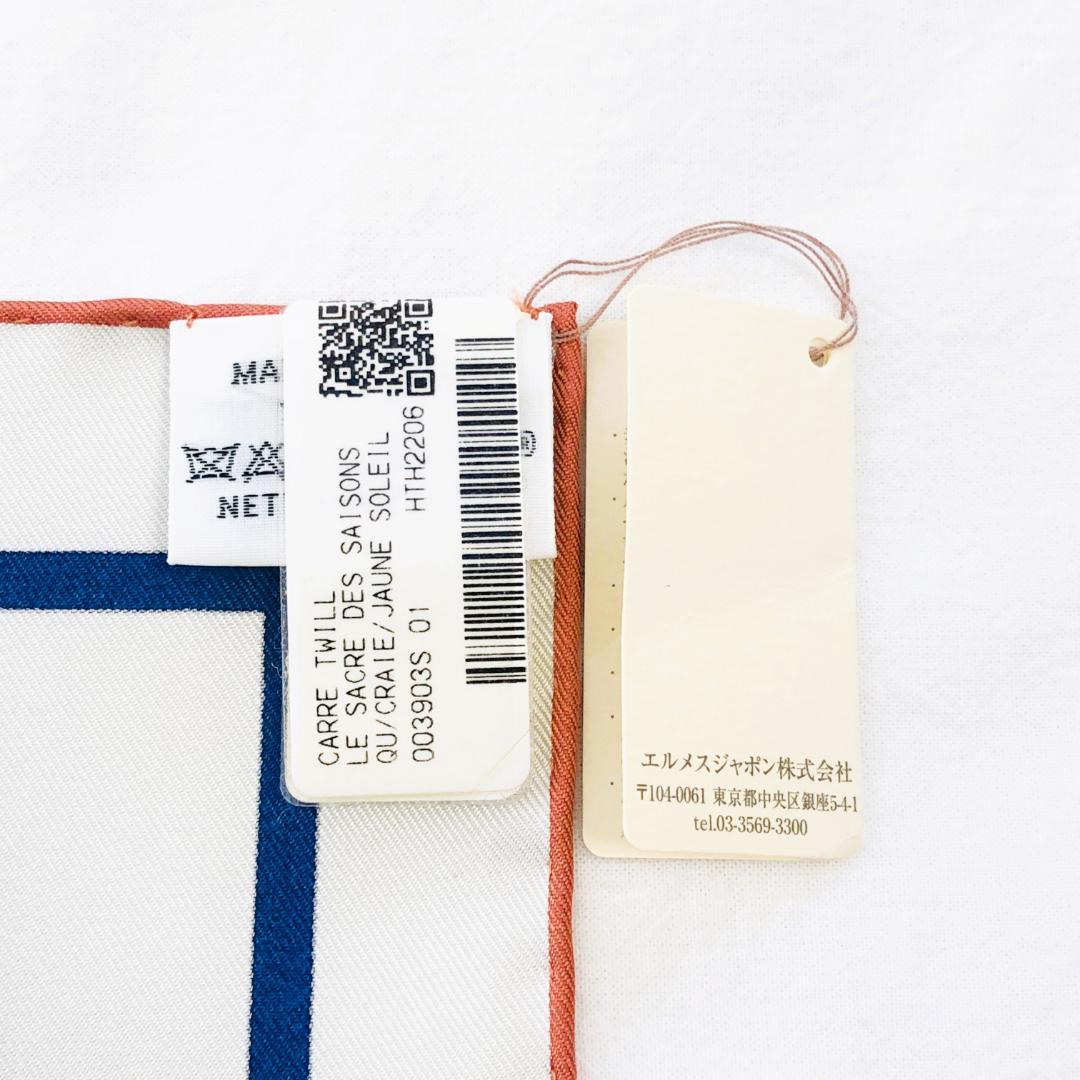 MA
NET
CARRE TWILL
LE SACRE DES SAISONS
QU/CRAIE/JAUNE SOLEIL
HTH2206
003903S 01
®
エルメスジャポン株式会社
〒104-0061 東京都中央区銀座5-4-1
tel.03-3569-3300